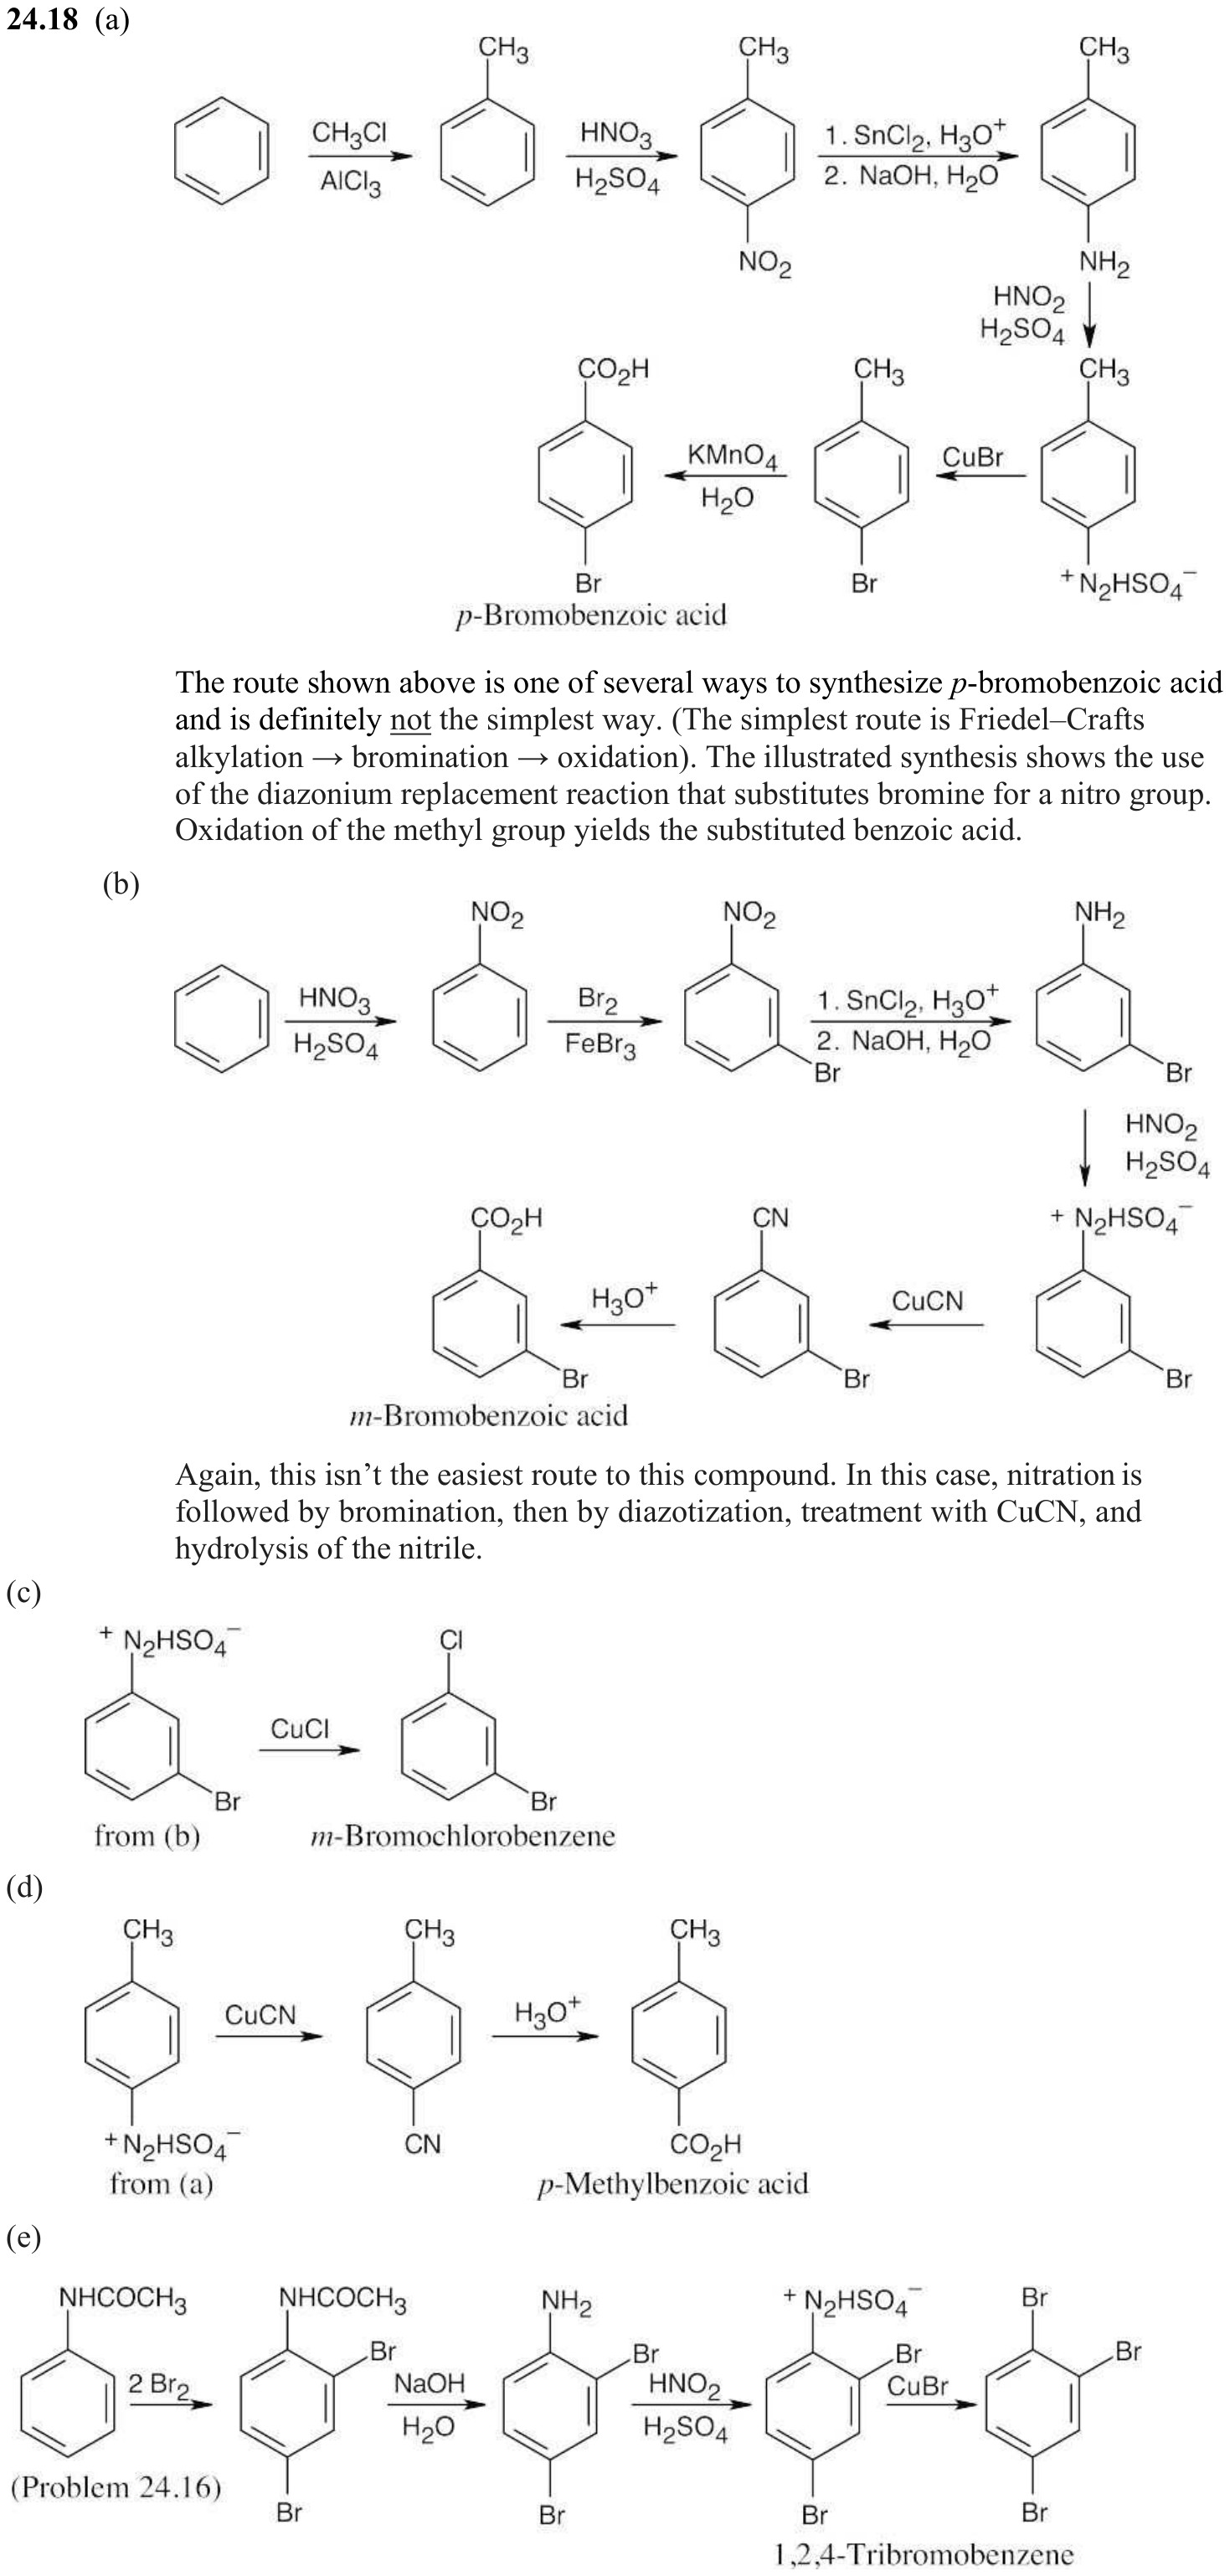 24.18 (a)
CH3 CH3 CH3
CH3Cl HNO3 1. SnCl2, H3O+
AlCl3 H2SO4 2. NaOH, H2O
NO2 NH2
HNO2
H2SO4
CO2H CH3 CH3
KMnO4 CuBr
H2O
Br Br +N2HSO4−
p-Bromobenzoic acid
The route shown above is one of several ways to synthesize p-bromobenzoic acid
and is definitely not the simplest way. (The simplest route is Friedel–Crafts
alkylation → bromination → oxidation). The illustrated synthesis shows the use
of the diazonium replacement reaction that substitutes bromine for a nitro group.
Oxidation of the methyl group yields the substituted benzoic acid.
(b)
NO2 NO2 NH2
HNO3 Br2 1. SnCl2, H3O+
H2SO4 FeBr3 2. NaOH, H2O
Br Br
HNO2
H2SO4
CO2H CN + N2HSO4−
H3O+ CuCN
Br Br Br
m-Bromobenzoic acid
Again, this isn’t the easiest route to this compound. In this case, nitration is
followed by bromination, then by diazotization, treatment with CuCN, and
hydrolysis of the nitrile.
(c)
+ N2HSO4− Cl
CuCl
Br Br
from (b) m-Bromochlorobenzene
(d)
CH3 CH3 CH3
CuCN H3O+
+N2HSO4− CN CO2H
from (a) p-Methylbenzoic acid
(e)
NHCOCH3 NHCOCH3 NH2 + N2HSO4− Br
Br Br Br Br
2 Br2 NaOH HNO2 CuBr
H2O H2SO4
(Problem 24.16)
Br Br Br Br
1,2,4-Tribromobenzene